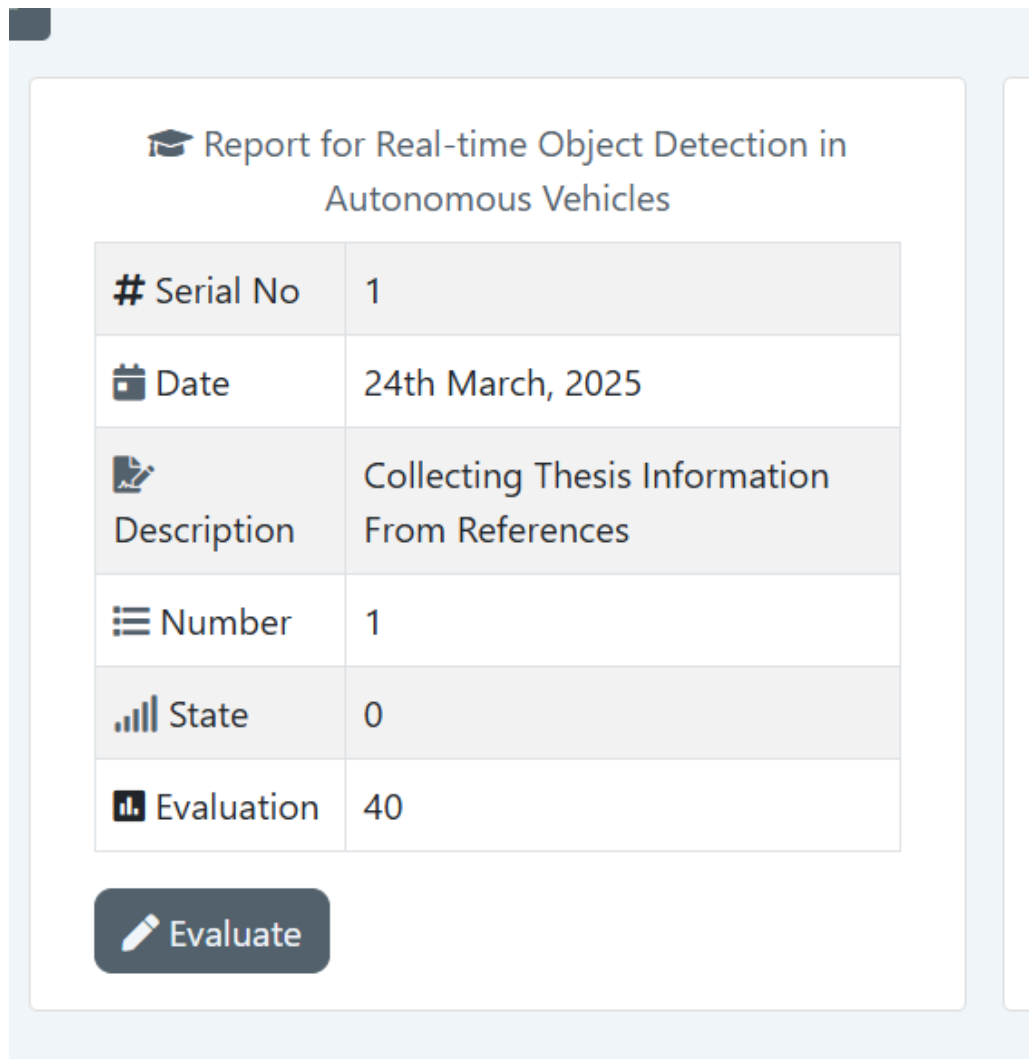 Report for Real-time Object Detection in
Autonomous Vehicles
# Serial No 1
Date 24th March, 2025
Description Collecting Thesis Information
From References
Number 1
State 0
Evaluation 40
Evaluate